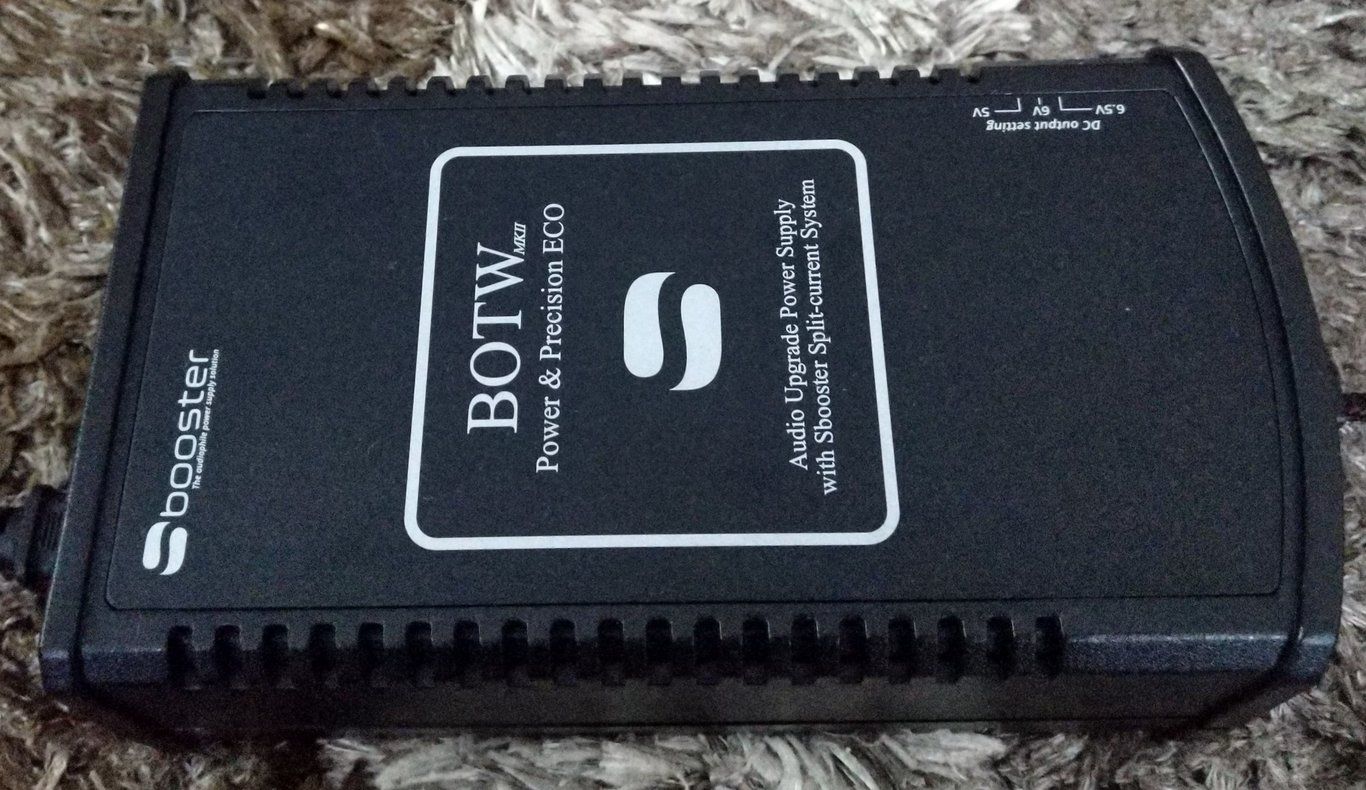 Sbooster
The audiophile power supply solution
BOTW MKII
Power & Precision ECO
Audio Upgrade Power Supply
with Sbooster Split-current System
DC output setting
6.5V 6V 5V